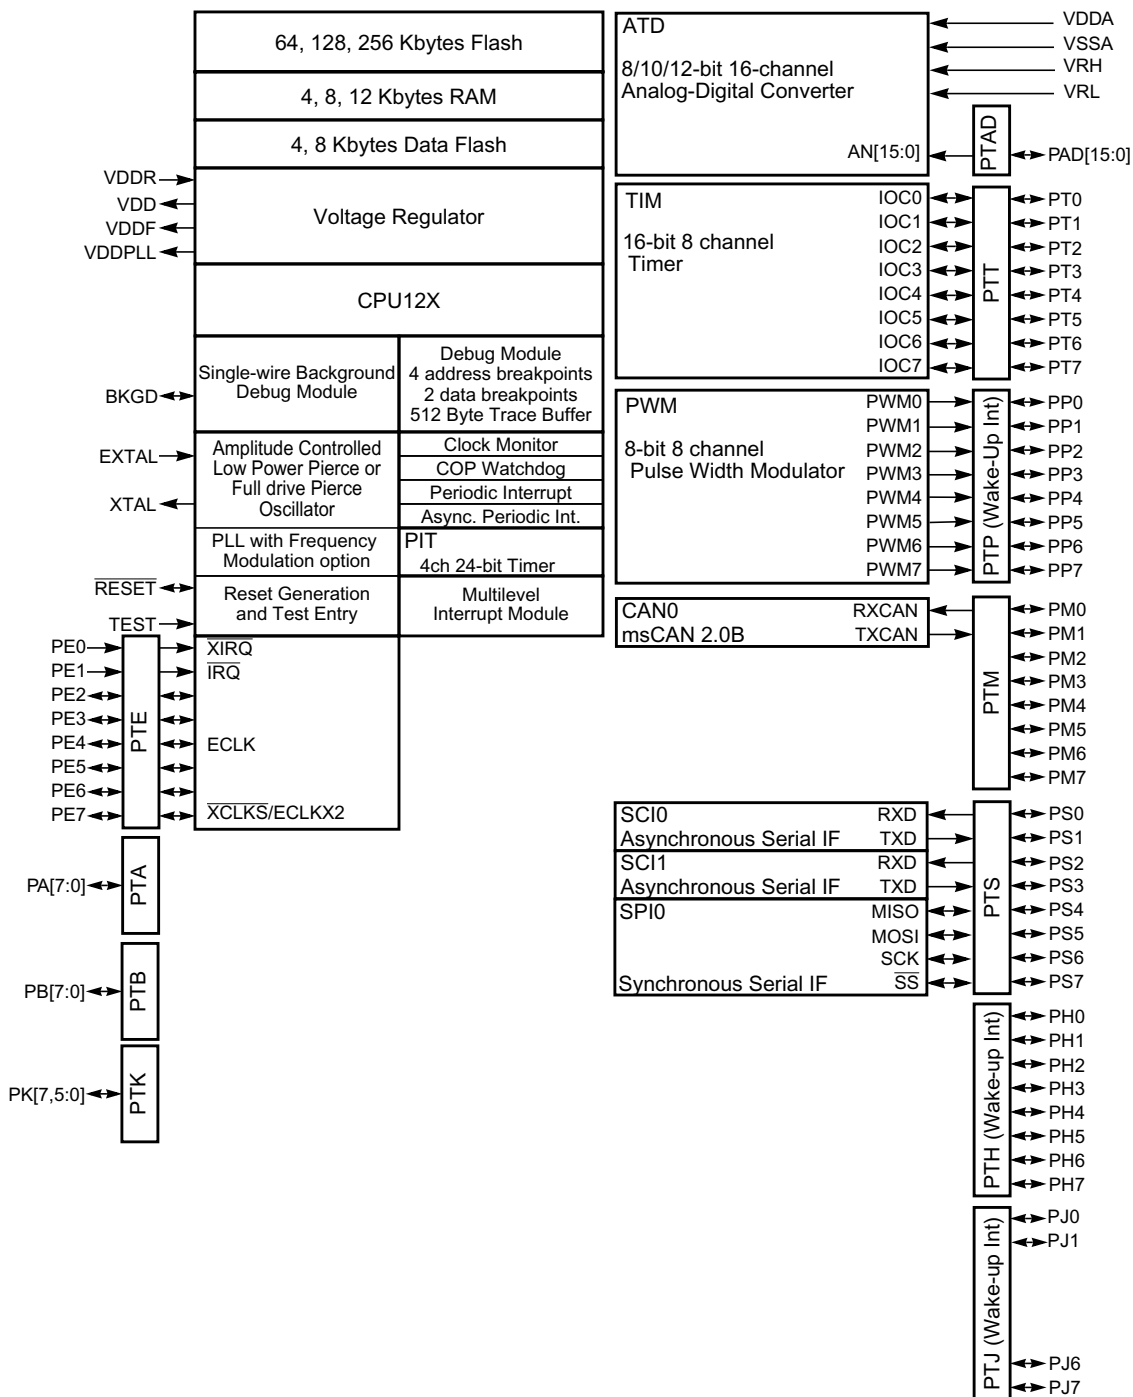 64, 128, 256 Kbytes Flash
4, 8, 12 Kbytes RAM
4, 8 Kbytes Data Flash
VDDR
VDD
VDDF
VDDPLL
Voltage Regulator
CPU12X
BKGD
Single-wire Background
Debug Module
Debug Module
4 address breakpoints
2 data breakpoints
512 Byte Trace Buffer
EXTAL
XTAL
Amplitude Controlled
Low Power Pierce or
Full drive Pierce
Oscillator
Clock Monitor
COP Watchdog
Periodic Interrupt
Async. Periodic Int.
PLL with Frequency
Modulation option
PIT
4ch 24-bit Timer
RESET
TEST
Reset Generation
and Test Entry
Multilevel
Interrupt Module
PE0
PE1
PE2
PE3
PE4
PE5
PE6
PE7
PTE
XIRQ
IRQ
ECLK
XCLKS/ECLKX2
PA[7:0]
PTA
PB[7:0]
PTB
PK[7,5:0]
PTK
ATD
8/10/12-bit 16-channel
Analog-Digital Converter
AN[15:0]
VDDA
VSSA
VRH
VRL
PTAD
PAD[15:0]
TIM
16-bit 8 channel
Timer
IOC0
IOC1
IOC2
IOC3
IOC4
IOC5
IOC6
IOC7
PTT
PT0
PT1
PT2
PT3
PT4
PT5
PT6
PT7
PWM
8-bit 8 channel
Pulse Width Modulator
PWM0
PWM1
PWM2
PWM3
PWM4
PWM5
PWM6
PWM7
PTP (Wake-Up Int)
PP0
PP1
PP2
PP3
PP4
PP5
PP6
PP7
CAN0
msCAN 2.0B
RXCAN
TXCAN
PTM
PM0
PM1
PM2
PM3
PM4
PM5
PM6
PM7
SCI0
Asynchronous Serial IF
RXD
TXD
SCI1
Asynchronous Serial IF
RXD
TXD
SPI0
Synchronous Serial IF
MISO
MOSI
SCK
SS
PTS
PS0
PS1
PS2
PS3
PS4
PS5
PS6
PS7
PTH (Wake-up Int)
PH0
PH1
PH2
PH3
PH4
PH5
PH6
PH7
PTJ (Wake-up Int)
PJ0
PJ1
PJ6
PJ7